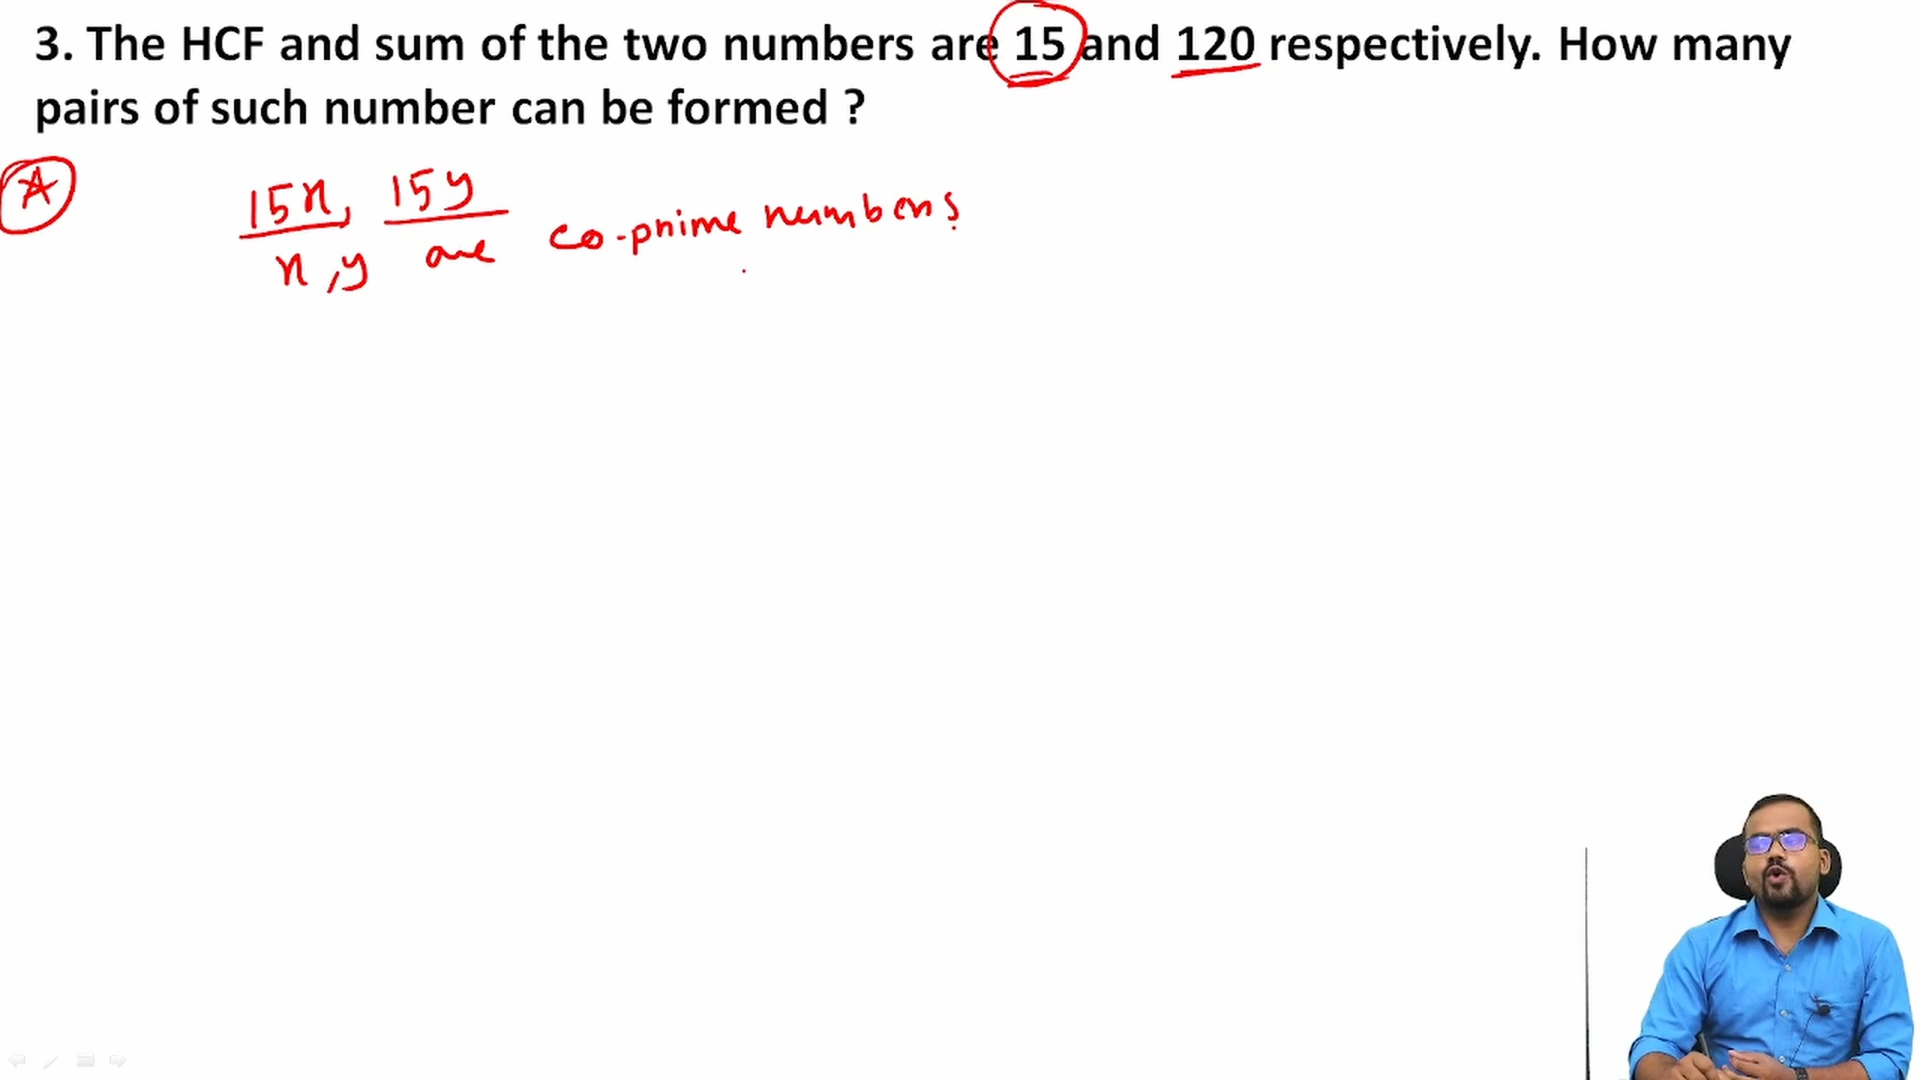 3. The HCF and sum of the two numbers are 15 and 120 respectively. How many
pairs of such number can be formed ?
15x, 15y
x, y are co-prime numbers